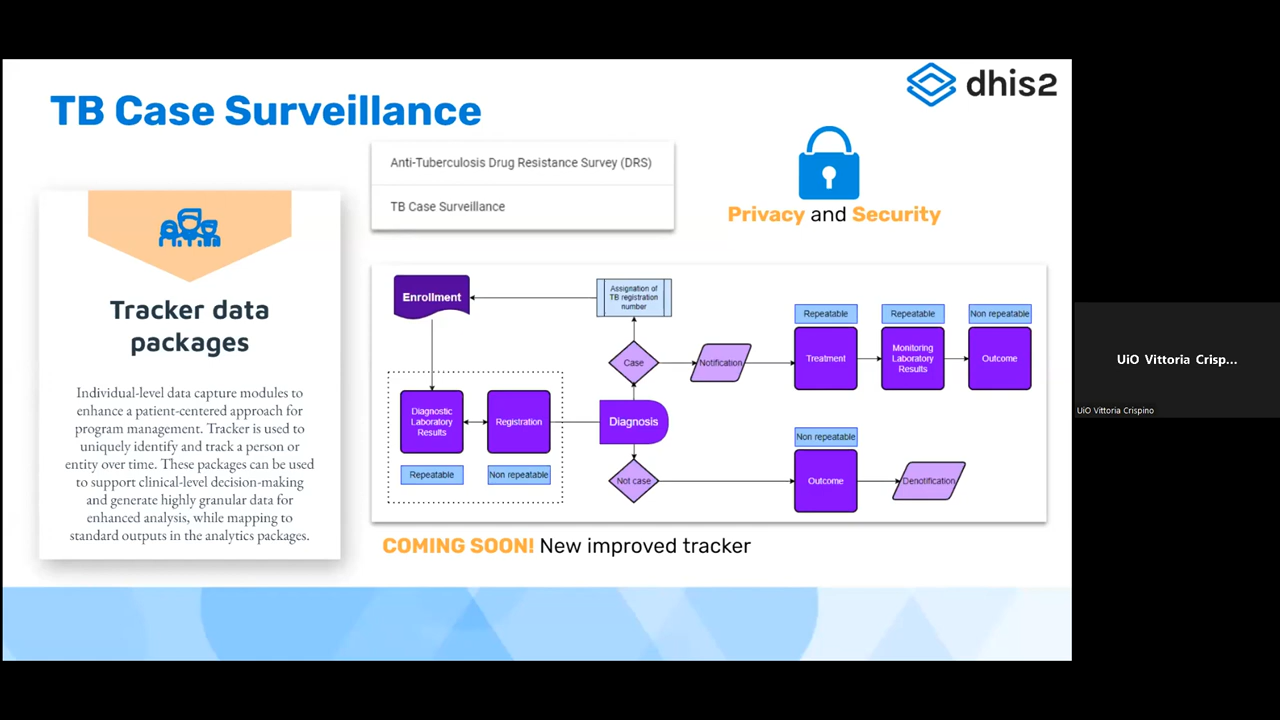 TB Case Surveillance
dhis2
Anti-Tuberculosis Drug Resistance Survey (DRS)
TB Case Surveillance
Privacy and Security
Tracker data
packages
Individual-level data capture modules to
enhance a patient-centered approach for
program management. Tracker is used to
uniquely identify and track a person or
entity over time. These packages can be used
to support clinical-level decision-making
and generate highly granular data for
enhanced analysis, while mapping to
standard outputs in the analytics packages.
Enrollment
Assignation of
TB registration
number
Case
Notification
Repeatable
Treatment
Repeatable
Monitoring
Laboratory
Results
Non repeatable
Outcome
Diagnostic
Laboratory
Results
Registration
Repeatable
Non repeatable
Diagnosis
Not case
Non repeatable
Outcome
Denotification
COMING SOON! New improved tracker
UiO Vittoria Crisp...
UiO Vittoria Crispino